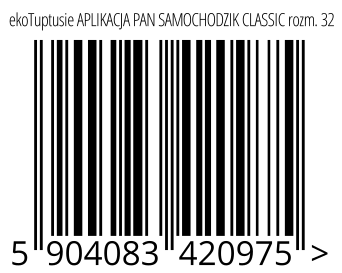 ekoTuptusie APLIKACJA PAN SAMOCHODZIK CLASSIC rozm. 32
5 904083 420975 >